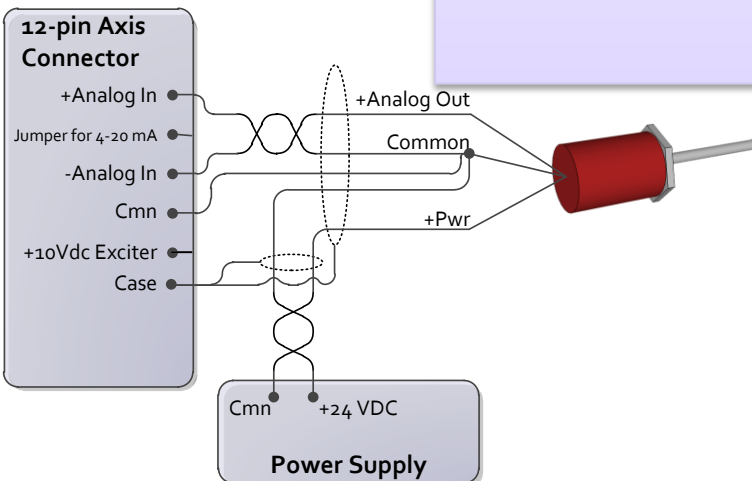 12-pin Axis
Connector
+Analog In
Jumper for 4-20 mA
-Analog In
Cmn
+10Vdc Exciter
Case
+Analog Out
Common
+Pwr
Cmn
+24 VDC
Power Supply